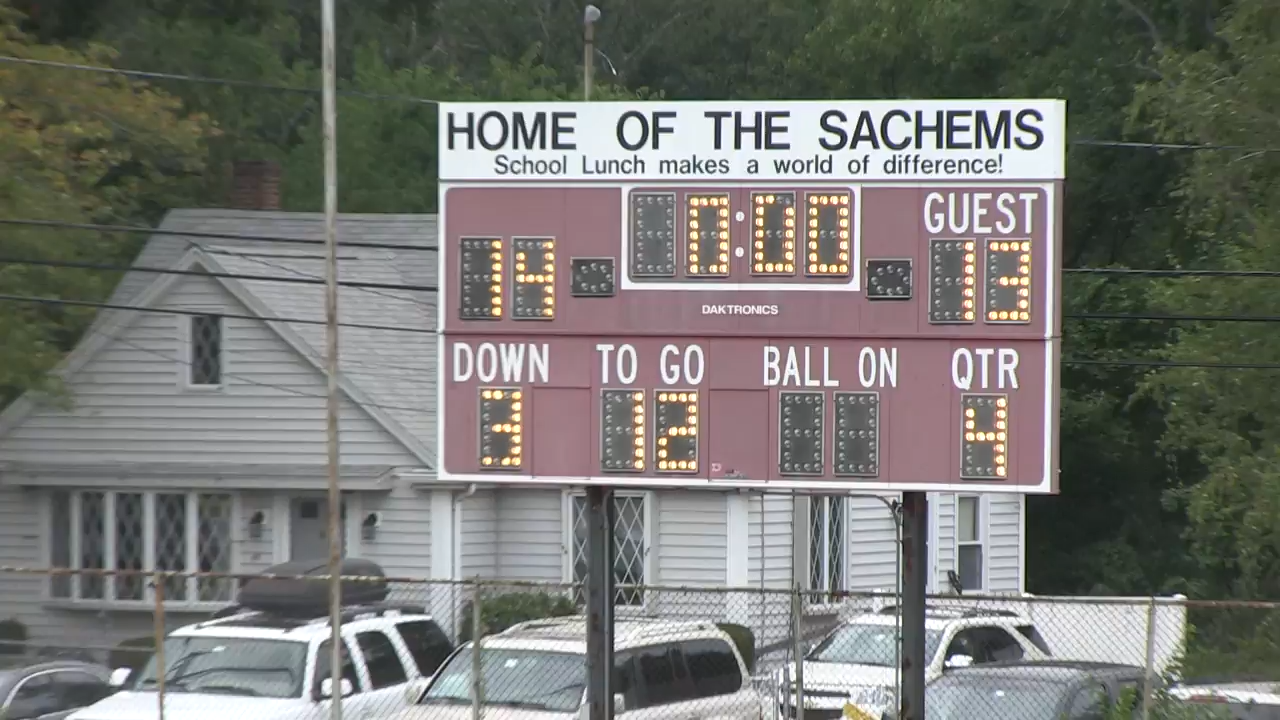 HOME OF THE SACHEMS
School Lunch makes a world of difference!
0:00
GUEST
14 13
DAKTRONICS
DOWN TO GO BALL ON QTR
3 12 4